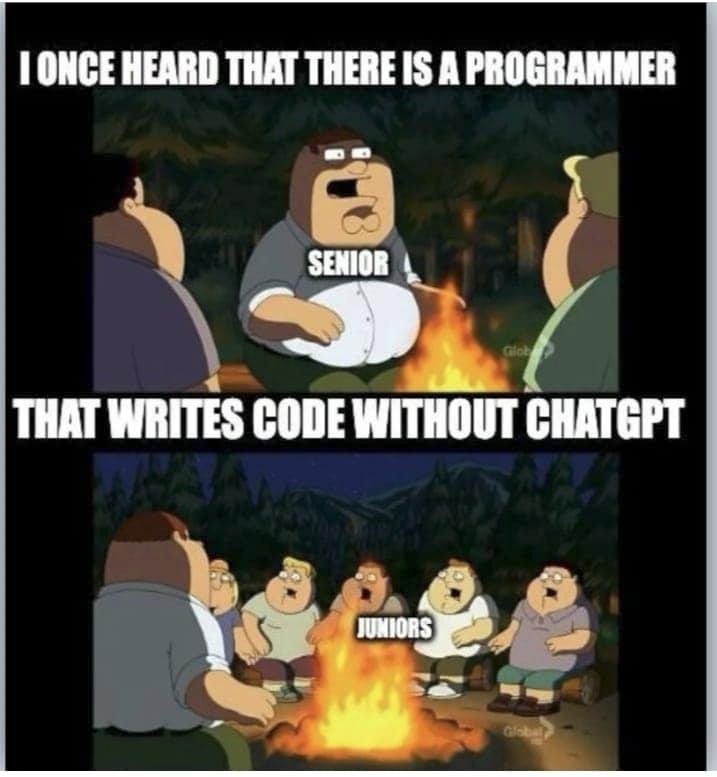 I ONCE HEARD THAT THERE IS A PROGRAMMER
SENIOR
Global
THAT WRITES CODE WITHOUT CHATGPT
JUNIORS
Global